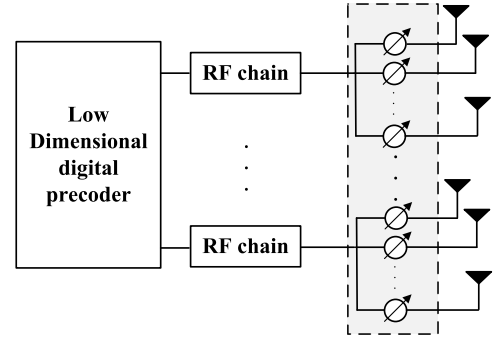 Low
Dimensional
digital
precoder
RF chain
RF chain